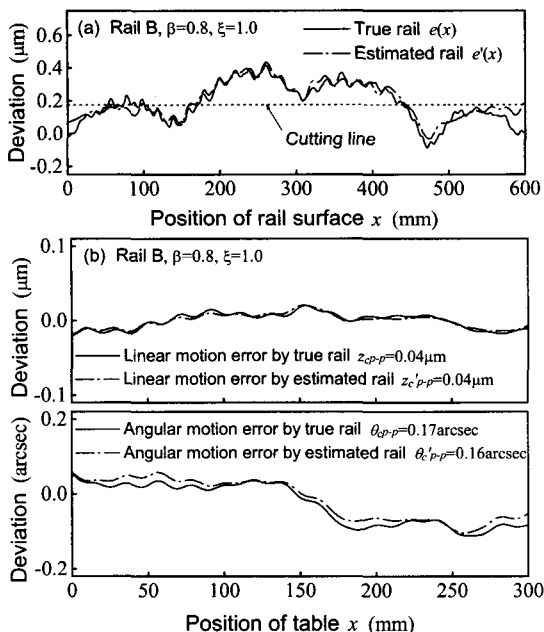 (a) Rail B, β=0.8, ξ=1.0
True rail e(x)
Estimated rail e'(x)
Deviation (μm)
0.6
0.4
0.2
0.0
-0.2
Cutting line
0 100 200 300 400 500 600
Position of rail surface x (mm)
(b) Rail B, β=0.8, ξ=1.0
Deviation (μm)
0.1
0.0
-0.1
Linear motion error by true rail zcp-p=0.04μm
Linear motion error by estimated rail zc'p-p=0.04μm
Deviation (arcsec)
0.2
0.0
-0.2
Angular motion error by true rail θcp-p=0.17arcsec
Angular motion error by estimated rail θc'p-p=0.16arcsec
0 50 100 150 200 250 300
Position of table x (mm)